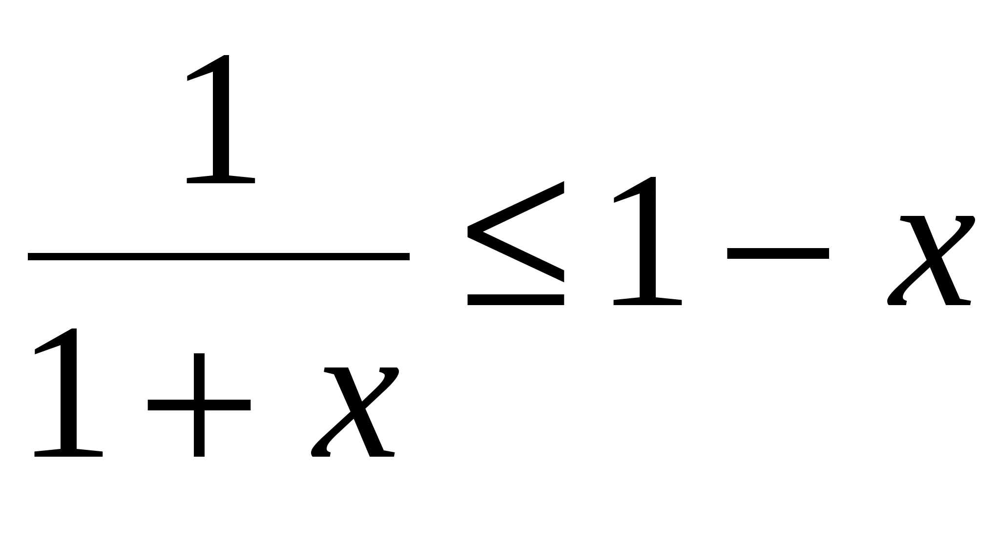 1
1 + x
≤ 1 − x